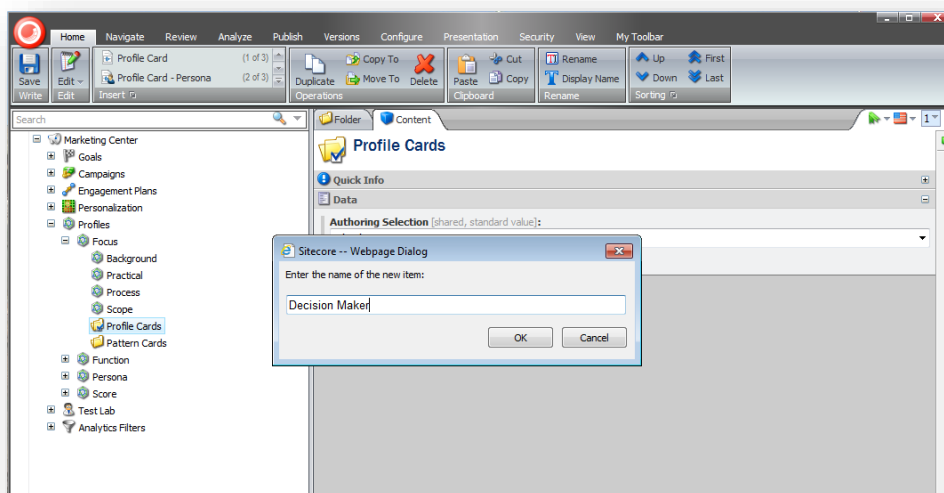 Home Navigate Review Analyze Publish Versions Configure Presentation Security View My Toolbar
Save
Write
Edit
Edit
Profile Card (1 of 3)
Profile Card - Persona (2 of 3)
Insert
Duplicate
Copy To
Move To
Delete
Operations
Paste
Cut
Copy
Clipboard
Rename
Display Name
Rename
Up
Down
First
Last
Sorting
Search
Folder Content
1
Marketing Center
Goals
Campaigns
Engagement Plans
Personalization
Profiles
Focus
Background
Practical
Process
Scope
Profile Cards
Pattern Cards
Function
Persona
Score
Test Lab
Analytics Filters
Profile Cards
Quick Info
Data
Authoring Selection [shared, standard value]:
Sitecore -- Webpage Dialog
Enter the name of the new item:
Decision Maker
OK Cancel